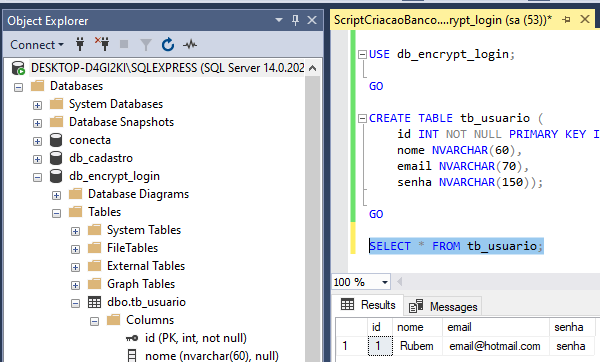 Object Explorer
Connect
DESKTOP-D4GI2KI\SQLEXPRESS (SQL Server 14.0.202
Databases
System Databases
Database Snapshots
conecta
db_cadastro
db_encrypt_login
Database Diagrams
Tables
System Tables
FileTables
External Tables
Graph Tables
dbo.tb_usuario
Columns
id (PK, int, not null)
nome (nvarchar(60), null)
ScriptCriacaoBanco....rypt_login (sa (53))*
USE db_encrypt_login;
GO
CREATE TABLE tb_usuario (
id INT NOT NULL PRIMARY KEY I
nome NVARCHAR(60),
email NVARCHAR(70),
senha NVARCHAR(150));
GO
SELECT * FROM tb_usuario;
100 %
Results Messages
id nome email senha
1 1 Rubem email@hotmail.com senha